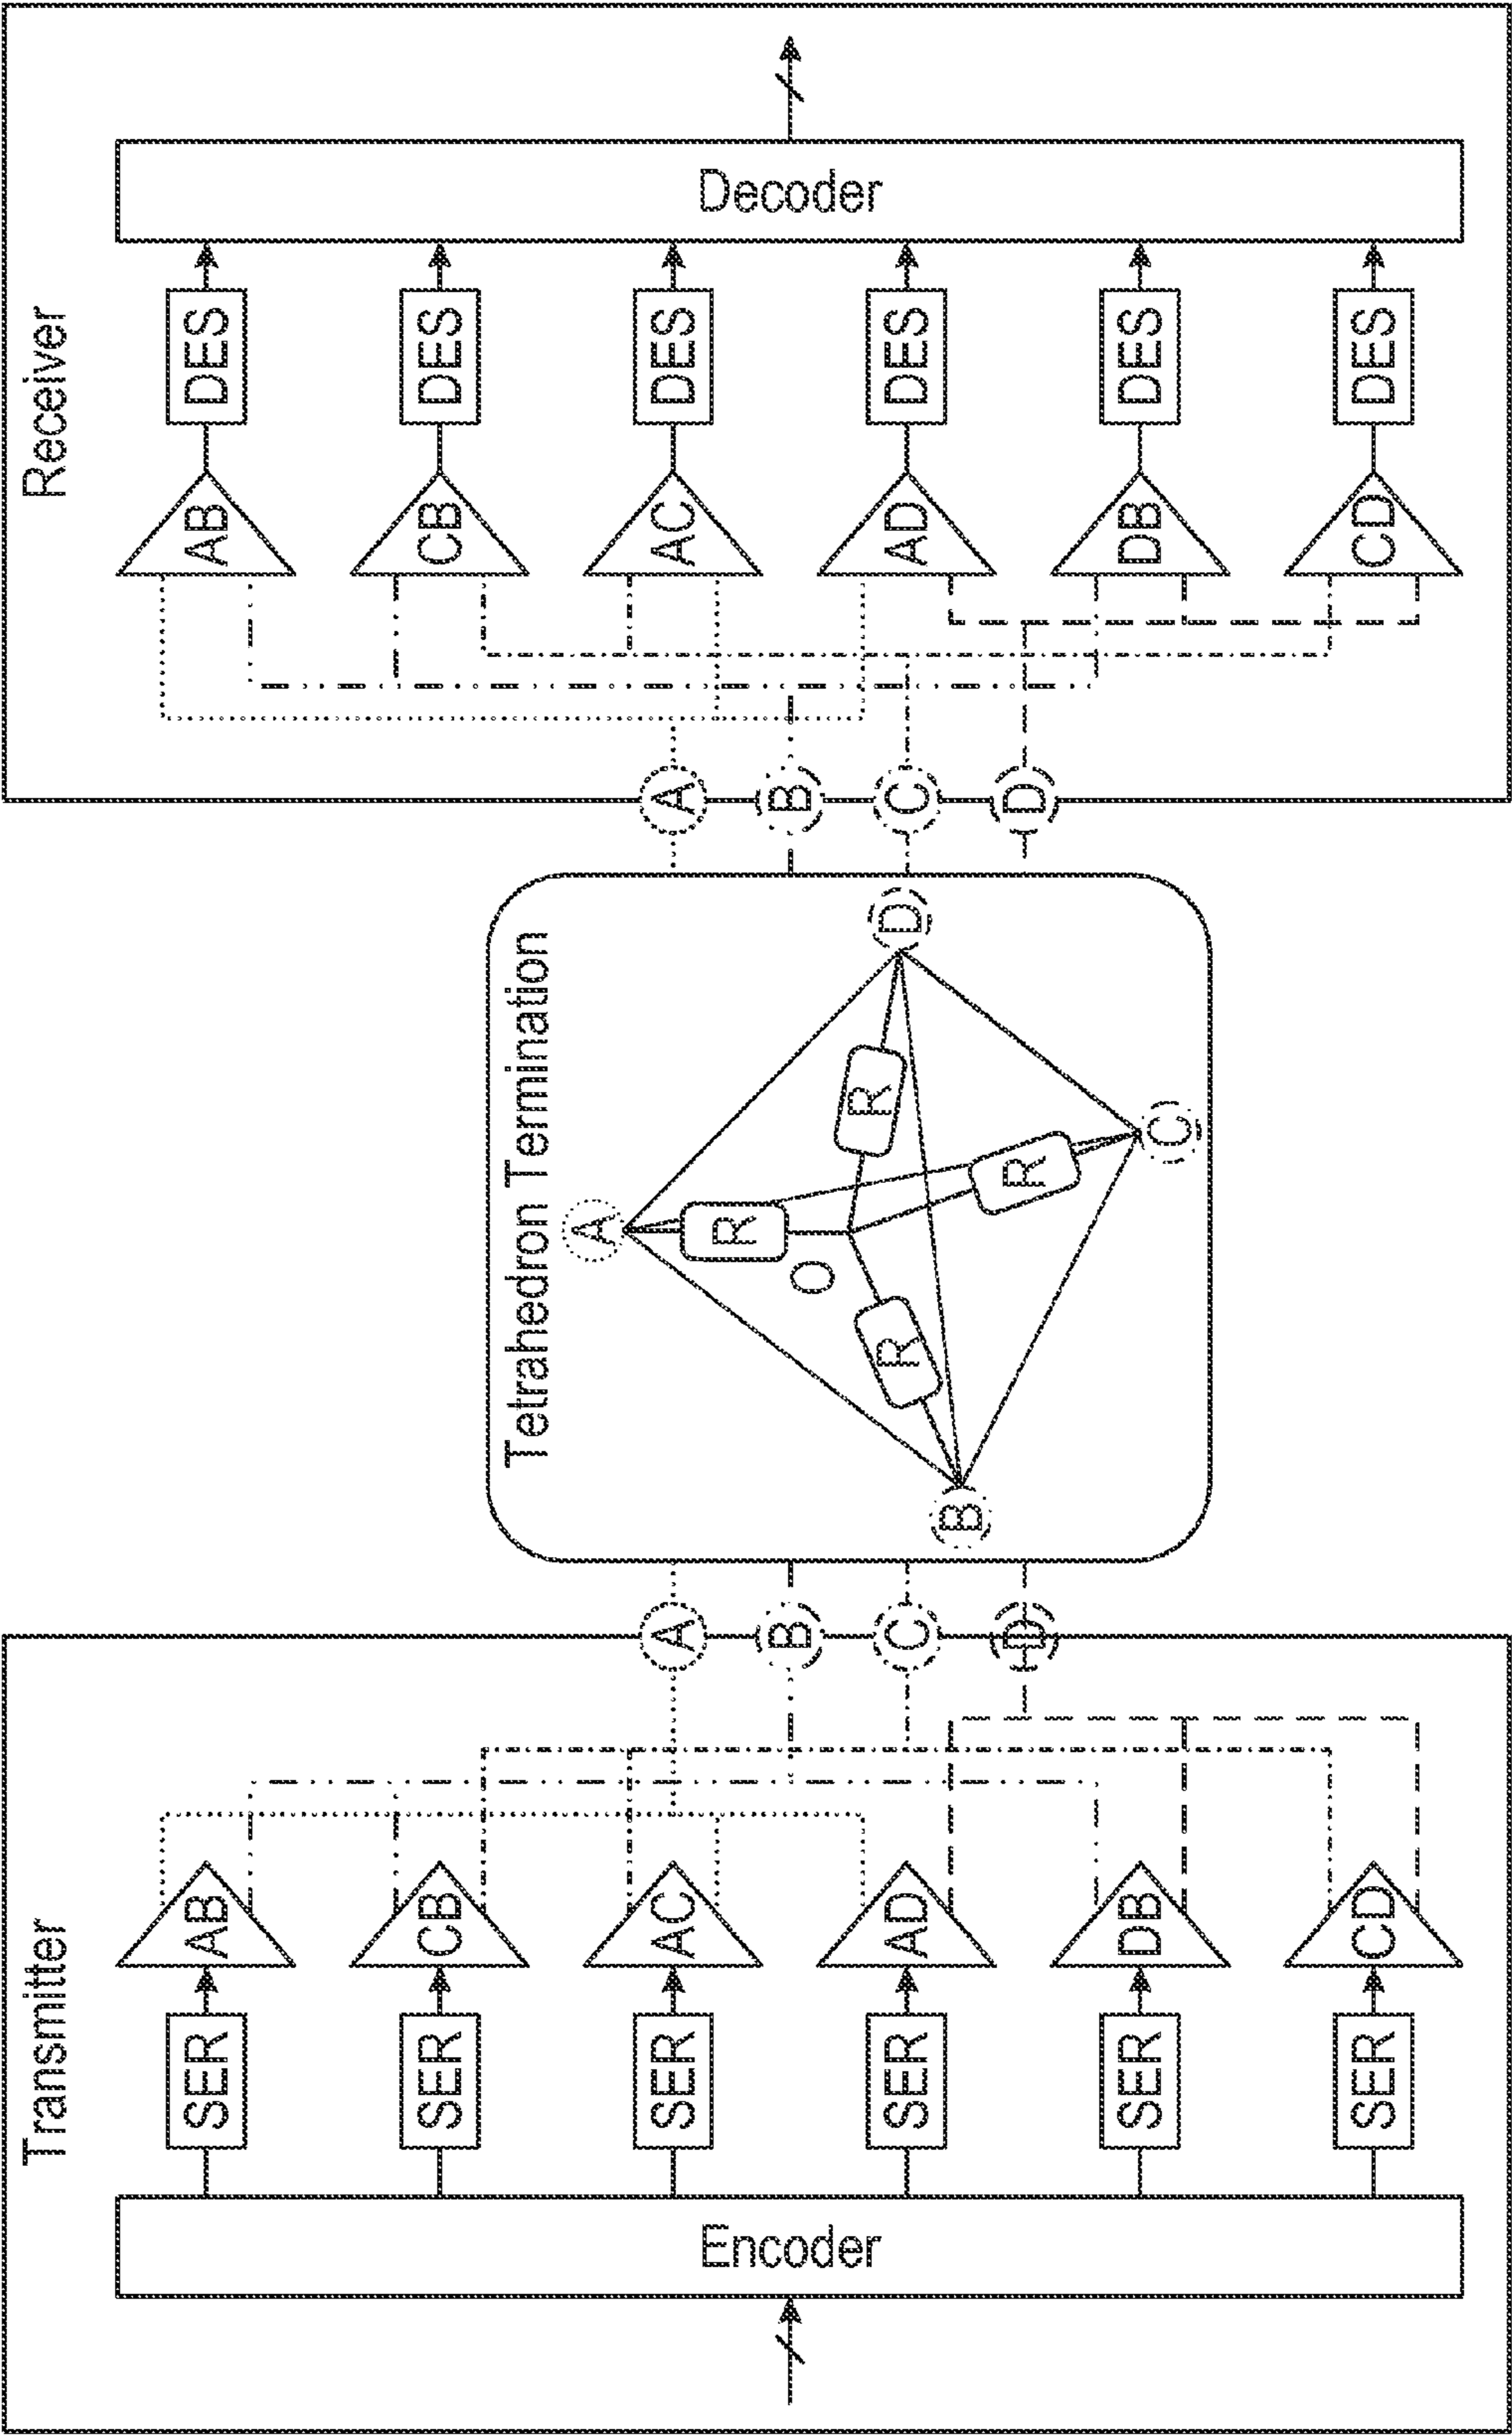 Transmitter
Encoder
SER AB
SER CB
SER AC
SER AD
SER DB
SER CD
A
B
C
D
Tetrahedron Termination
A
R
R
O
R
R
B
D
C
A
B
C
D
Receiver
AB DES
CB DES
AC DES
AD DES
DB DES
CD DES
Decoder